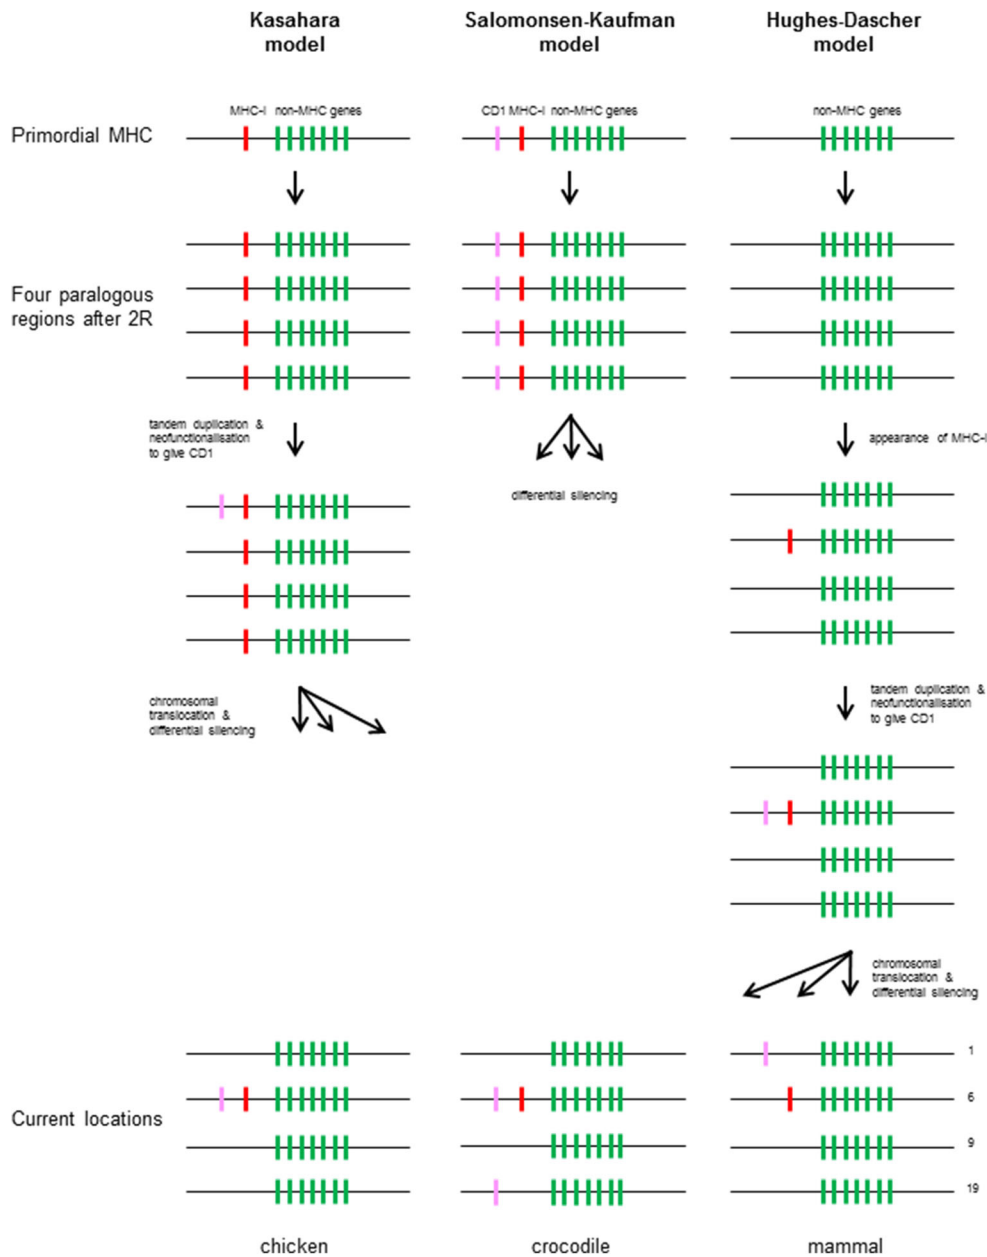 Kasahara
model
Salomonsen-Kaufman
model
Hughes-Dascher
model
MHC-I non-MHC genes
CD1 MHC-I non-MHC genes
non-MHC genes
Primordial MHC
Four paralogous
regions after 2R
tandem duplication &
neofunctionalisation
to give CD1
differential silencing
appearance of MHC-I
chromosomal
translocation &
differential silencing
tandem duplication &
neofunctionalisation
to give CD1
chromosomal
translocation &
differential silencing
1
6
9
19
Current locations
chicken
crocodile
mammal